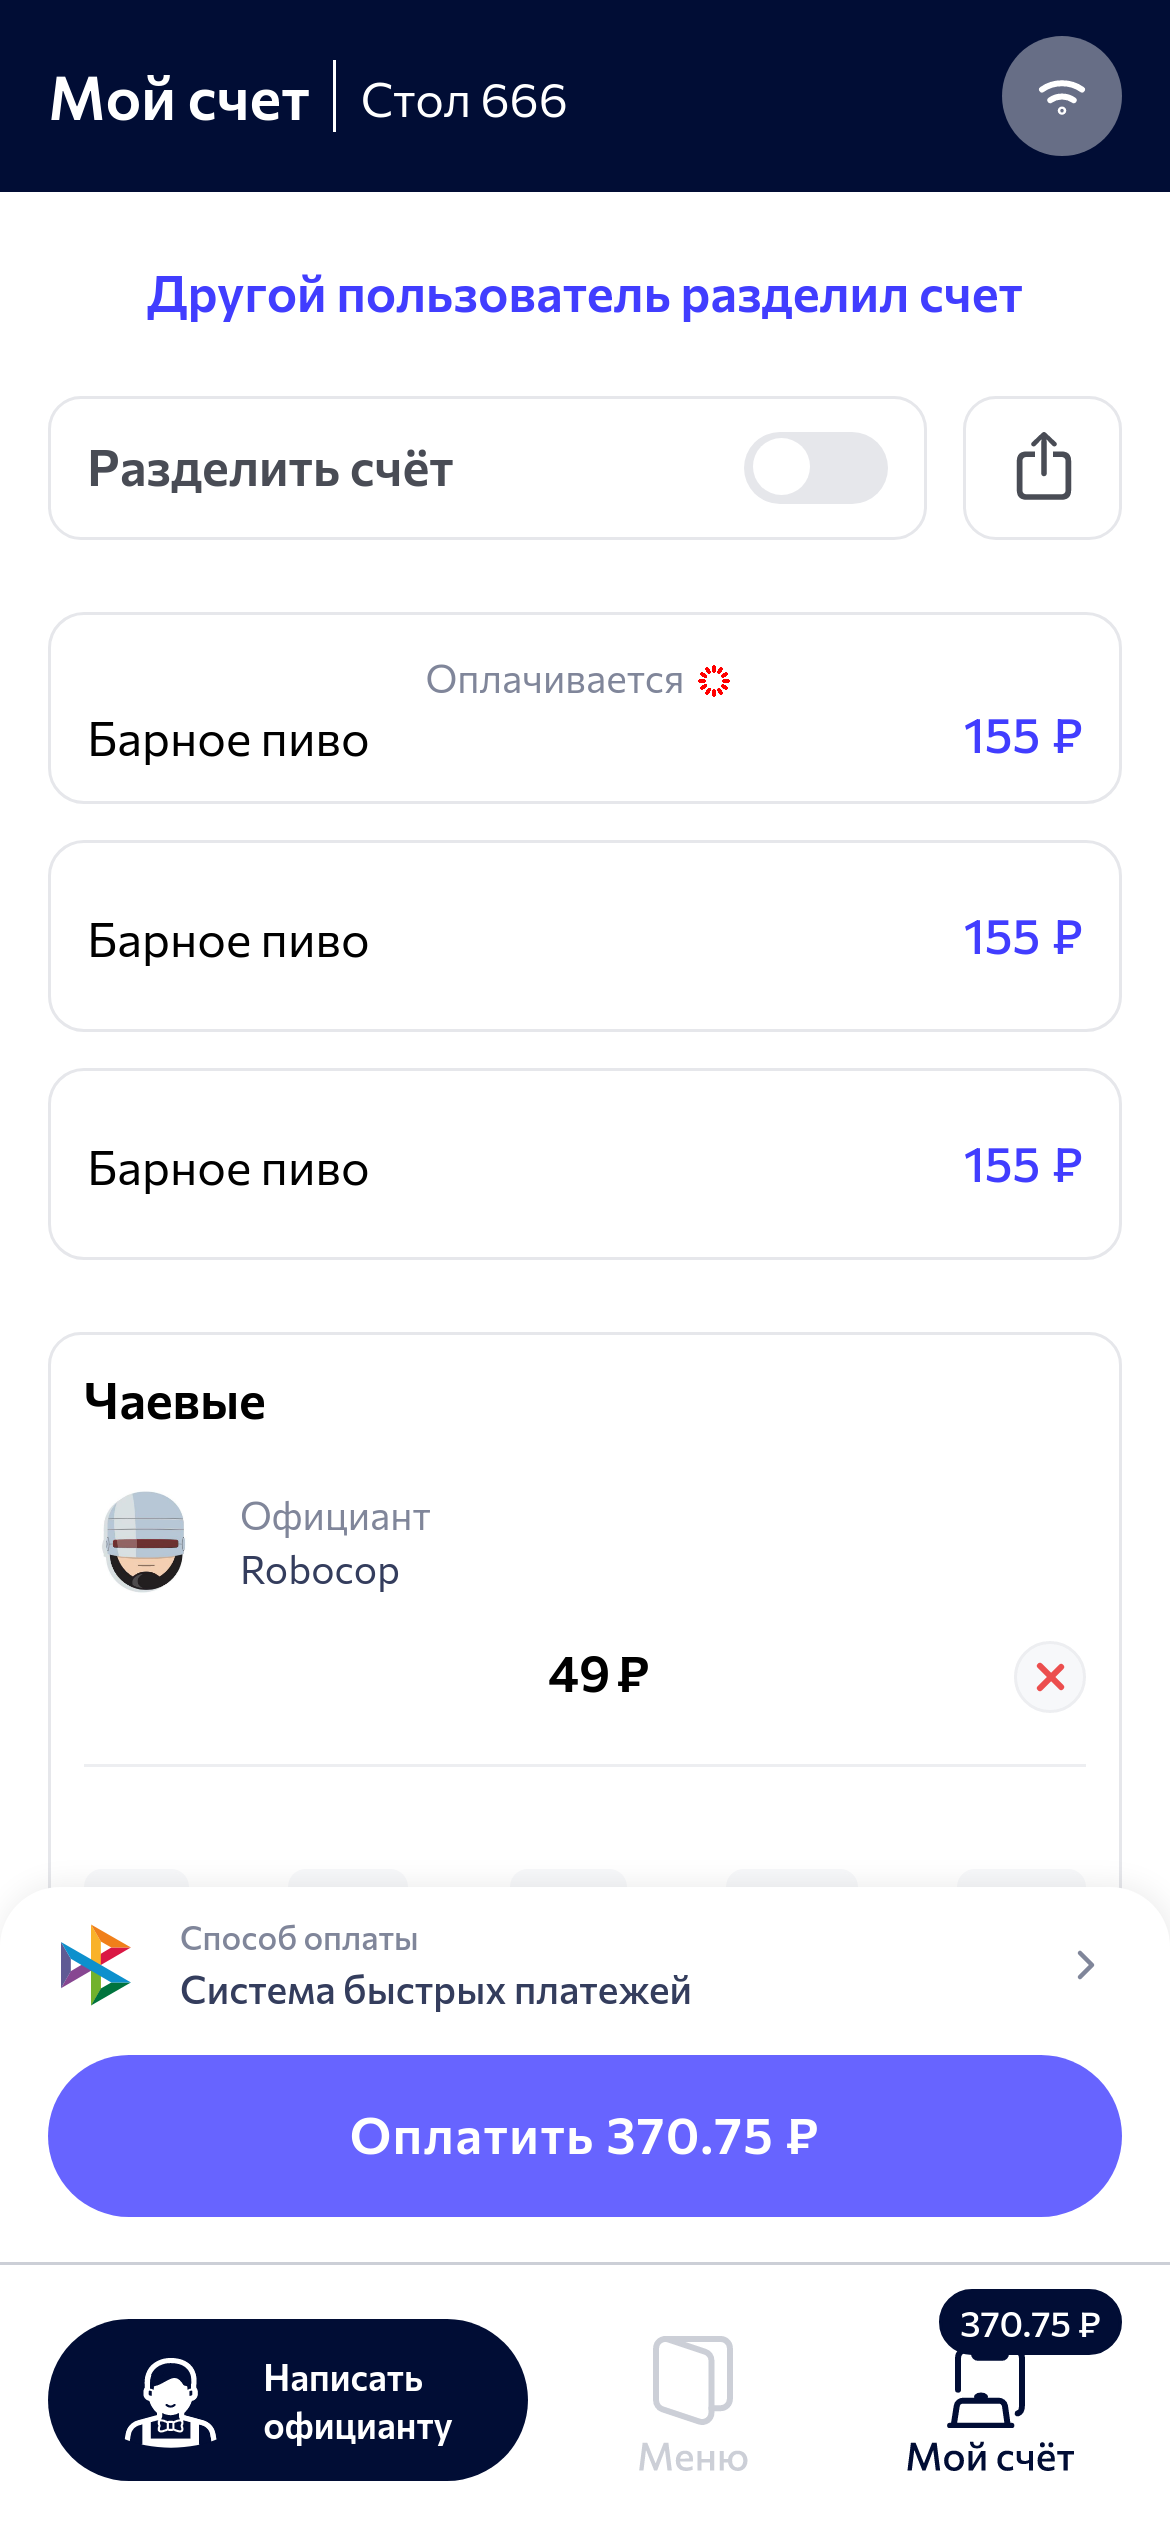 Мой счет
Стол 666
Другой пользователь разделил счет
Разделить счёт
Оплачивается
Барное пиво
155 ₽
Барное пиво
155 ₽
Барное пиво
155 ₽
Чаевые
Официант
Robocop
49 ₽
Способ оплаты
Система быстрых платежей
Оплатить 370.75 ₽
Написать
официанту
Меню
370.75 ₽
Мой счёт